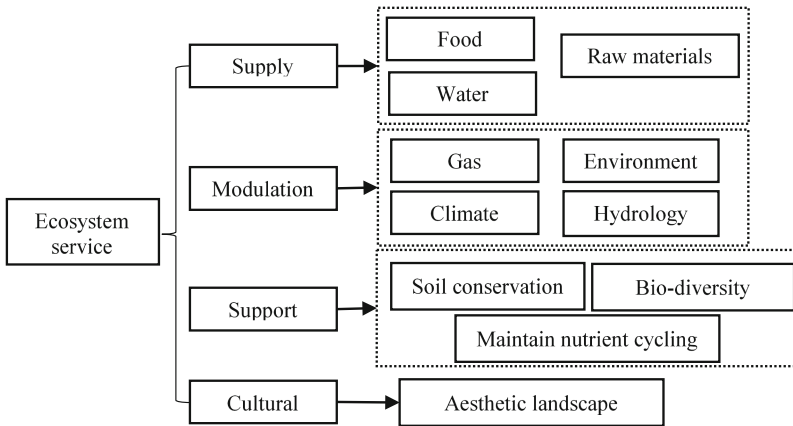 Ecosystem
service
Supply
Food
Water
Raw materials
Modulation
Gas
Environment
Climate
Hydrology
Support
Soil conservation
Bio-diversity
Maintain nutrient cycling
Cultural
Aesthetic landscape